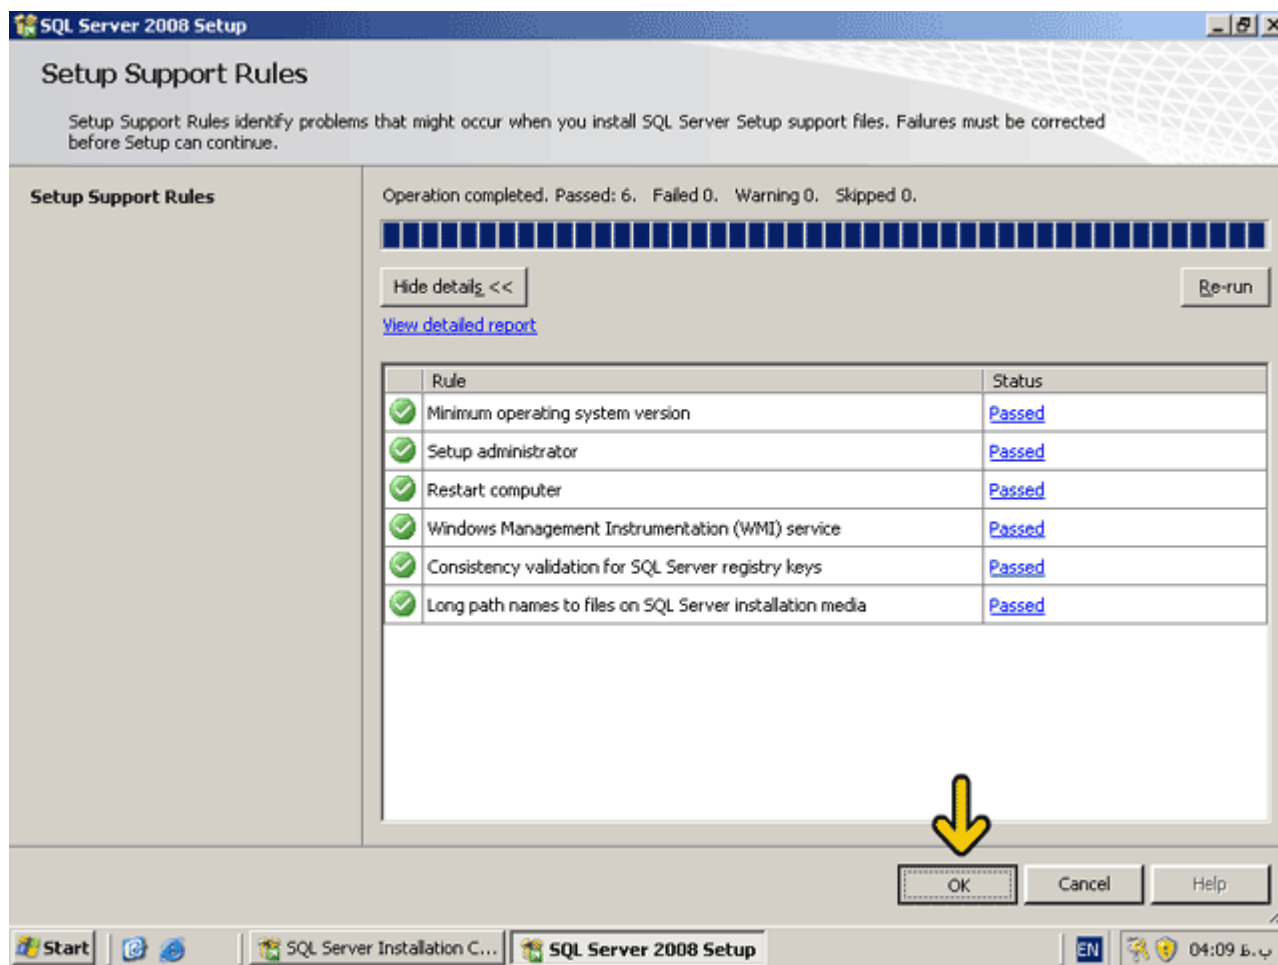 SQL Server 2008 Setup
Setup Support Rules
Setup Support Rules identify problems that might occur when you install SQL Server Setup support files. Failures must be corrected
before Setup can continue.
Setup Support Rules
Operation completed. Passed: 6. Failed 0. Warning 0. Skipped 0.
Hide details <<
Re-run
View detailed report
Rule Status
Minimum operating system version Passed
Setup administrator Passed
Restart computer Passed
Windows Management Instrumentation (WMI) service Passed
Consistency validation for SQL Server registry keys Passed
Long path names to files on SQL Server installation media Passed
OK Cancel Help
Start SQL Server Installation C... SQL Server 2008 Setup EN 04:09 ب.ظ